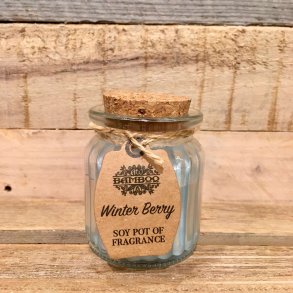 BAMBOO
Winter Berry
SOY POT OF
FRAGRANCE